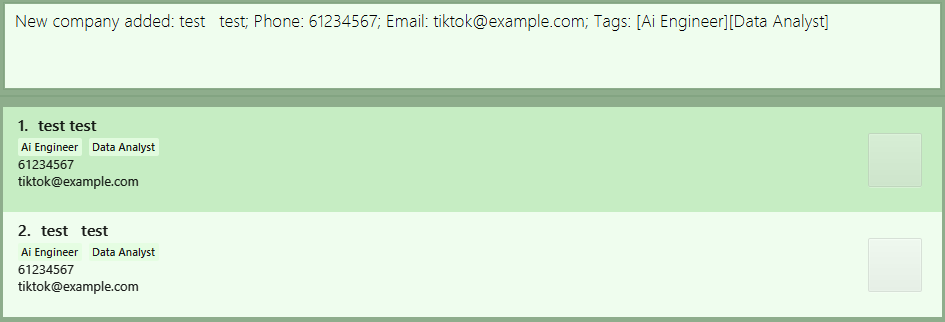 New company added: test   test; Phone: 61234567; Email: tiktok@example.com; Tags: [Ai Engineer][Data Analyst]
1.  test test
Ai Engineer  Data Analyst
61234567
tiktok@example.com
2.  test   test
Ai Engineer  Data Analyst
61234567
tiktok@example.com